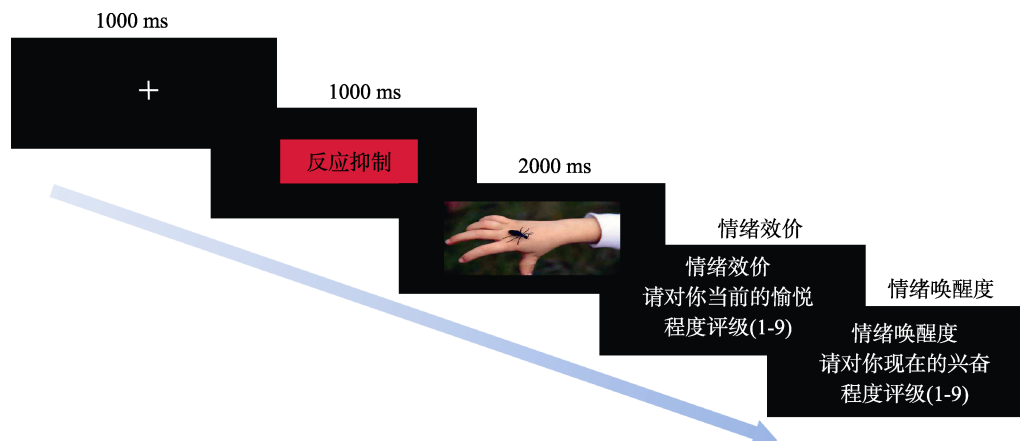 1000 ms
1000 ms
反应抑制
2000 ms
情绪效价
情绪效价
请对你当前的愉悦
程度评级(1-9)
情绪唤醒度
情绪唤醒度
请对你现在的兴奋
程度评级(1-9)